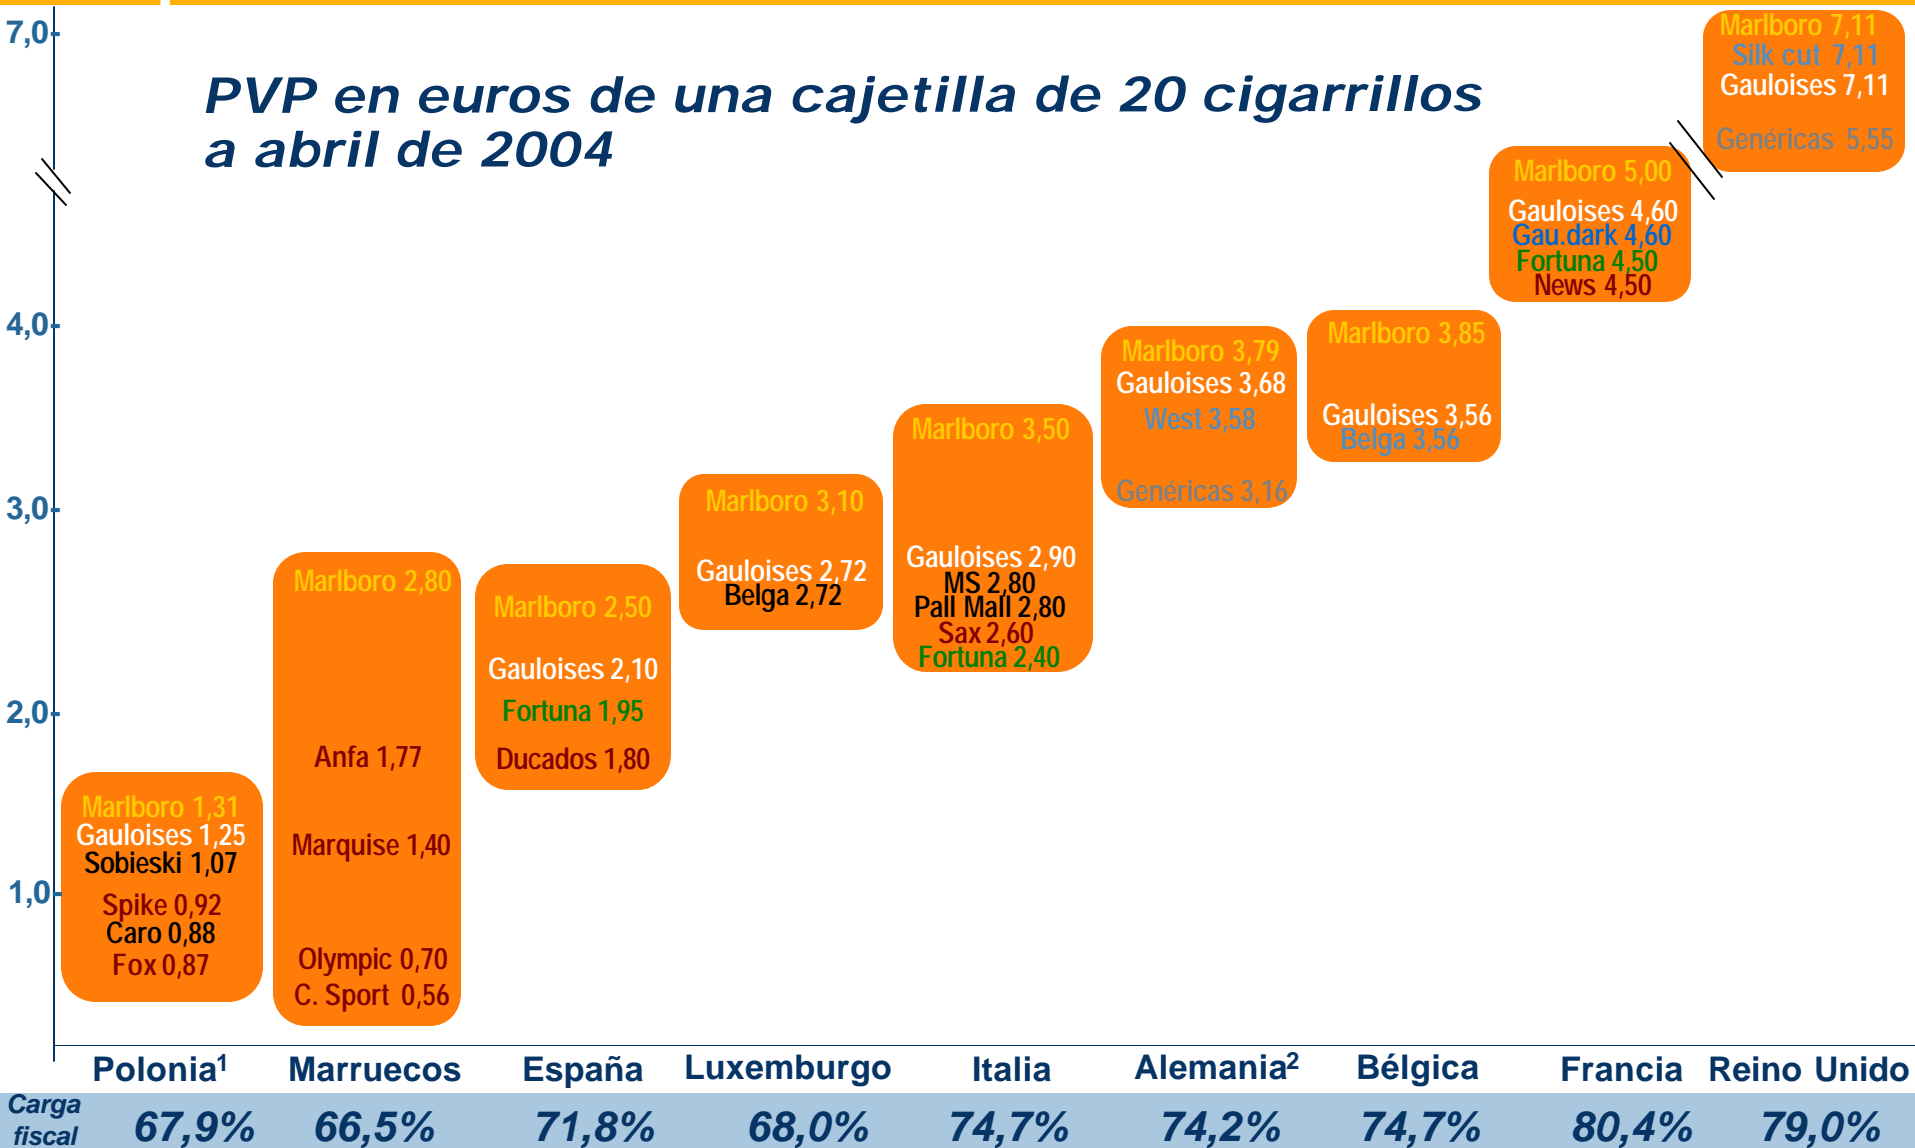 PVP en euros de una cajetilla de 20 cigarrillos
a abril de 2004
7,0
4,0
3,0
2,0
1,0
Marlboro 1,31
Gauloises 1,25
Sobieski 1,07
Spike 0,92
Caro 0,88
Fox 0,87
Marlboro 2,80
Anfa 1,77
Marquise 1,40
Olympic 0,70
C. Sport 0,56
Marlboro 2,50
Gauloises 2,10
Fortuna 1,95
Ducados 1,80
Marlboro 3,10
Gauloises 2,72
Belga 2,72
Marlboro 3,50
Gauloises 2,90
MS 2,80
Pall Mall 2,80
Sax 2,60
Fortuna 2,40
Marlboro 3,79
Gauloises 3,68
West 3,58
Genéricas 3,16
Marlboro 3,85
Gauloises 3,56
Belga 3,56
Marlboro 5,00
Gauloises 4,60
Gau.dark 4,60
Fortuna 4,50
News 4,50
Marlboro 7,11
Silk cut 7,11
Gauloises 7,11
Genéricas 5,55
Polonia¹ Marruecos España Luxemburgo Italia Alemania² Bélgica Francia Reino Unido
Carga
fiscal
67,9% 66,5% 71,8% 68,0% 74,7% 74,2% 74,7% 80,4% 79,0%